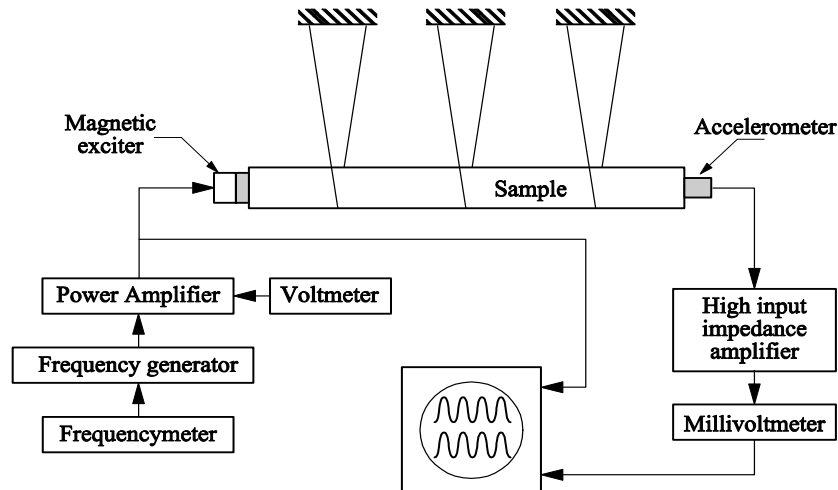 Magnetic
exciter
Accelerometer
Sample
Power Amplifier
Voltmeter
High input
impedance
amplifier
Frequency generator
Frequencymeter
Millivoltmeter